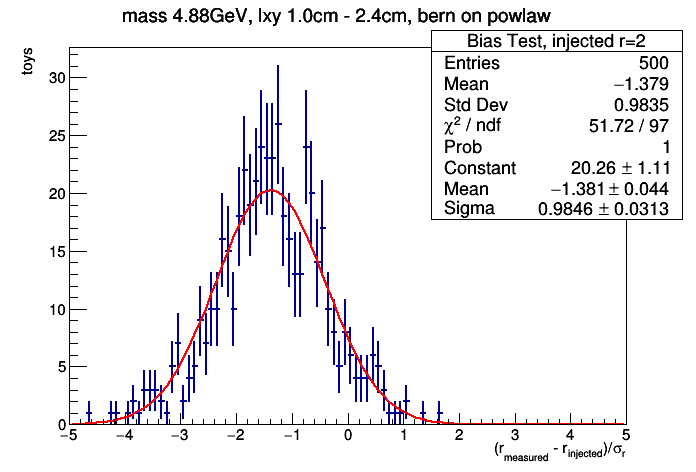 mass 4.88GeV, lxy 1.0cm - 2.4cm, bern on powlaw
Bias Test, injected r=2
Entries 500
Mean −1.379
Std Dev 0.9835
χ² / ndf 51.72 / 97
Prob 1
Constant 20.26 ± 1.11
Mean −1.381 ± 0.044
Sigma 0.9846 ± 0.0313
toys
30
25
20
15
10
5
0
−5 −4 −3 −2 −1 0 1 2 3 4 5
(r_measured - r_injected)/σ_r